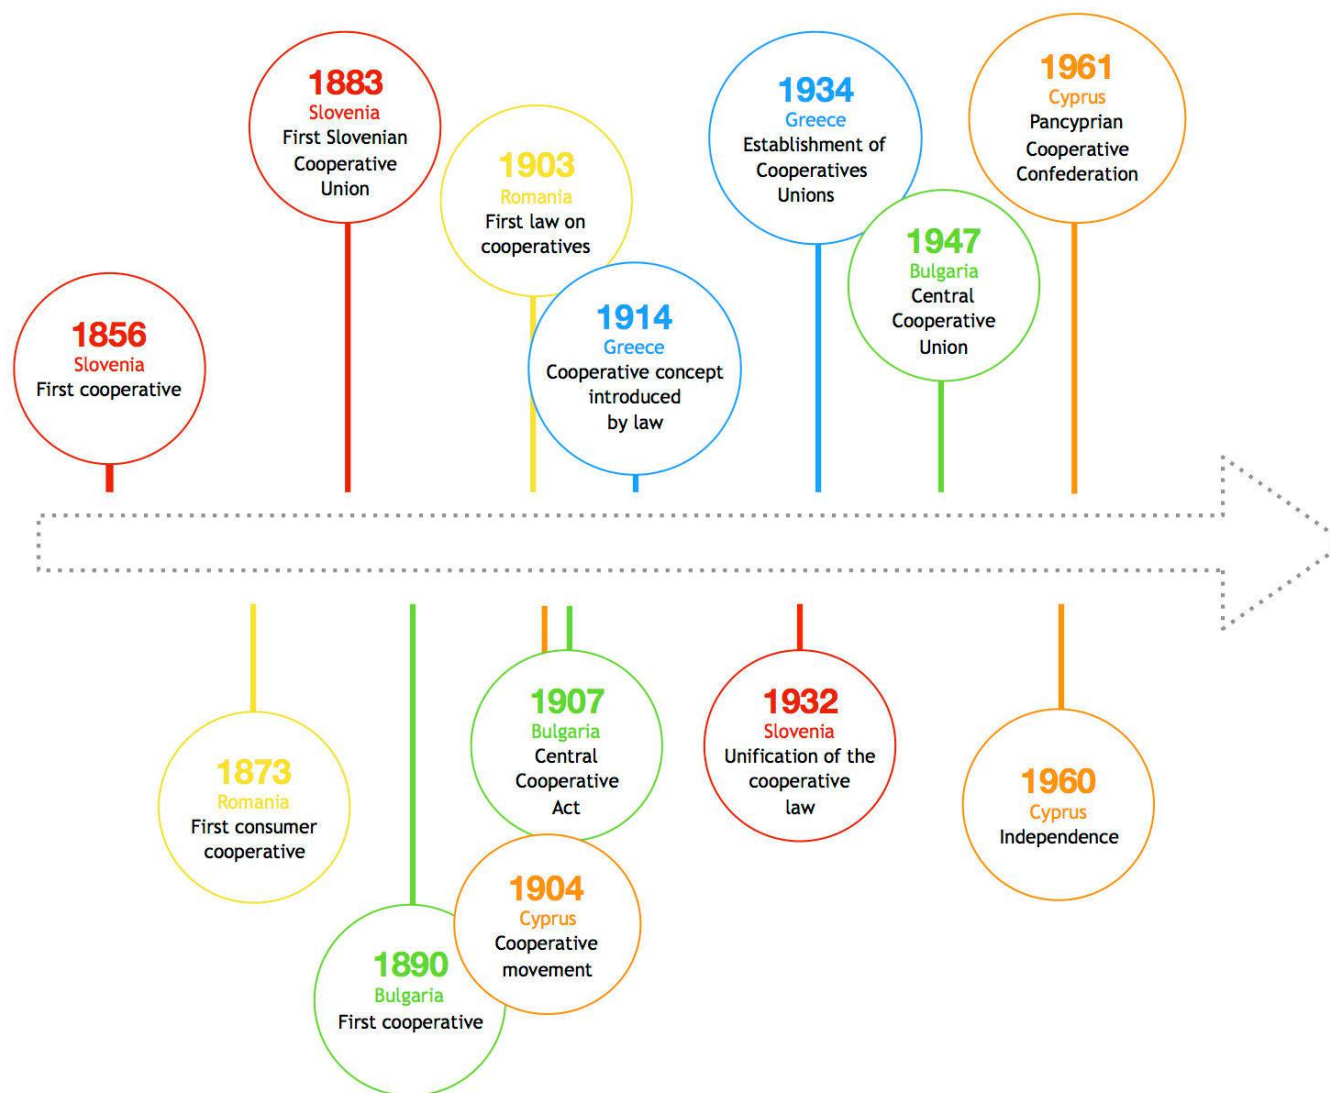 1856
Slovenia
First cooperative
1883
Slovenia
First Slovenian
Cooperative
Union
1903
Romania
First law on
cooperatives
1914
Greece
Cooperative concept
introduced
by law
1934
Greece
Establishment of
Cooperatives
Unions
1947
Bulgaria
Central
Cooperative
Union
1961
Cyprus
Pancyprian
Cooperative
Confederation
1873
Romania
First consumer
cooperative
1890
Bulgaria
First cooperative
1907
Bulgaria
Central
Cooperative
Act
1904
Cyprus
Cooperative
movement
1932
Slovenia
Unification of the
cooperative
law
1960
Cyprus
Independence